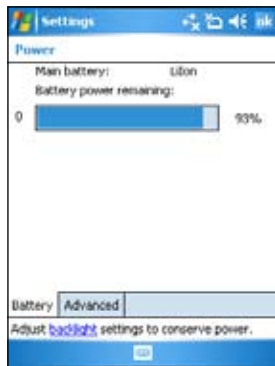 Settings
ok
Power
Main battery: LiIon
Battery power remaining:
0 93%
Battery Advanced
Adjust backlight settings to conserve power.